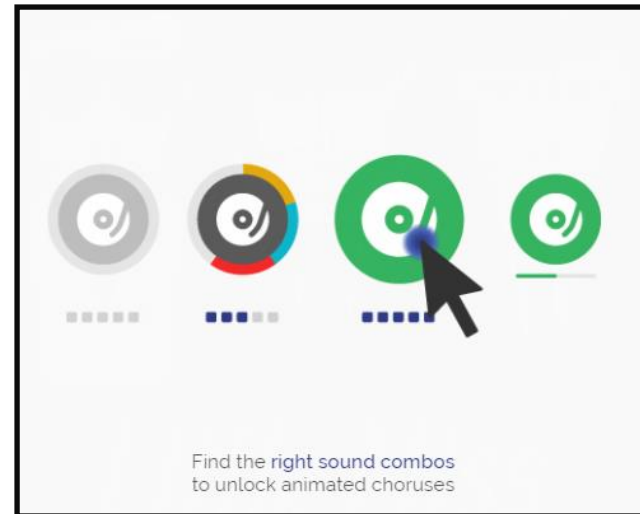 Find the right sound combos
to unlock animated choruses